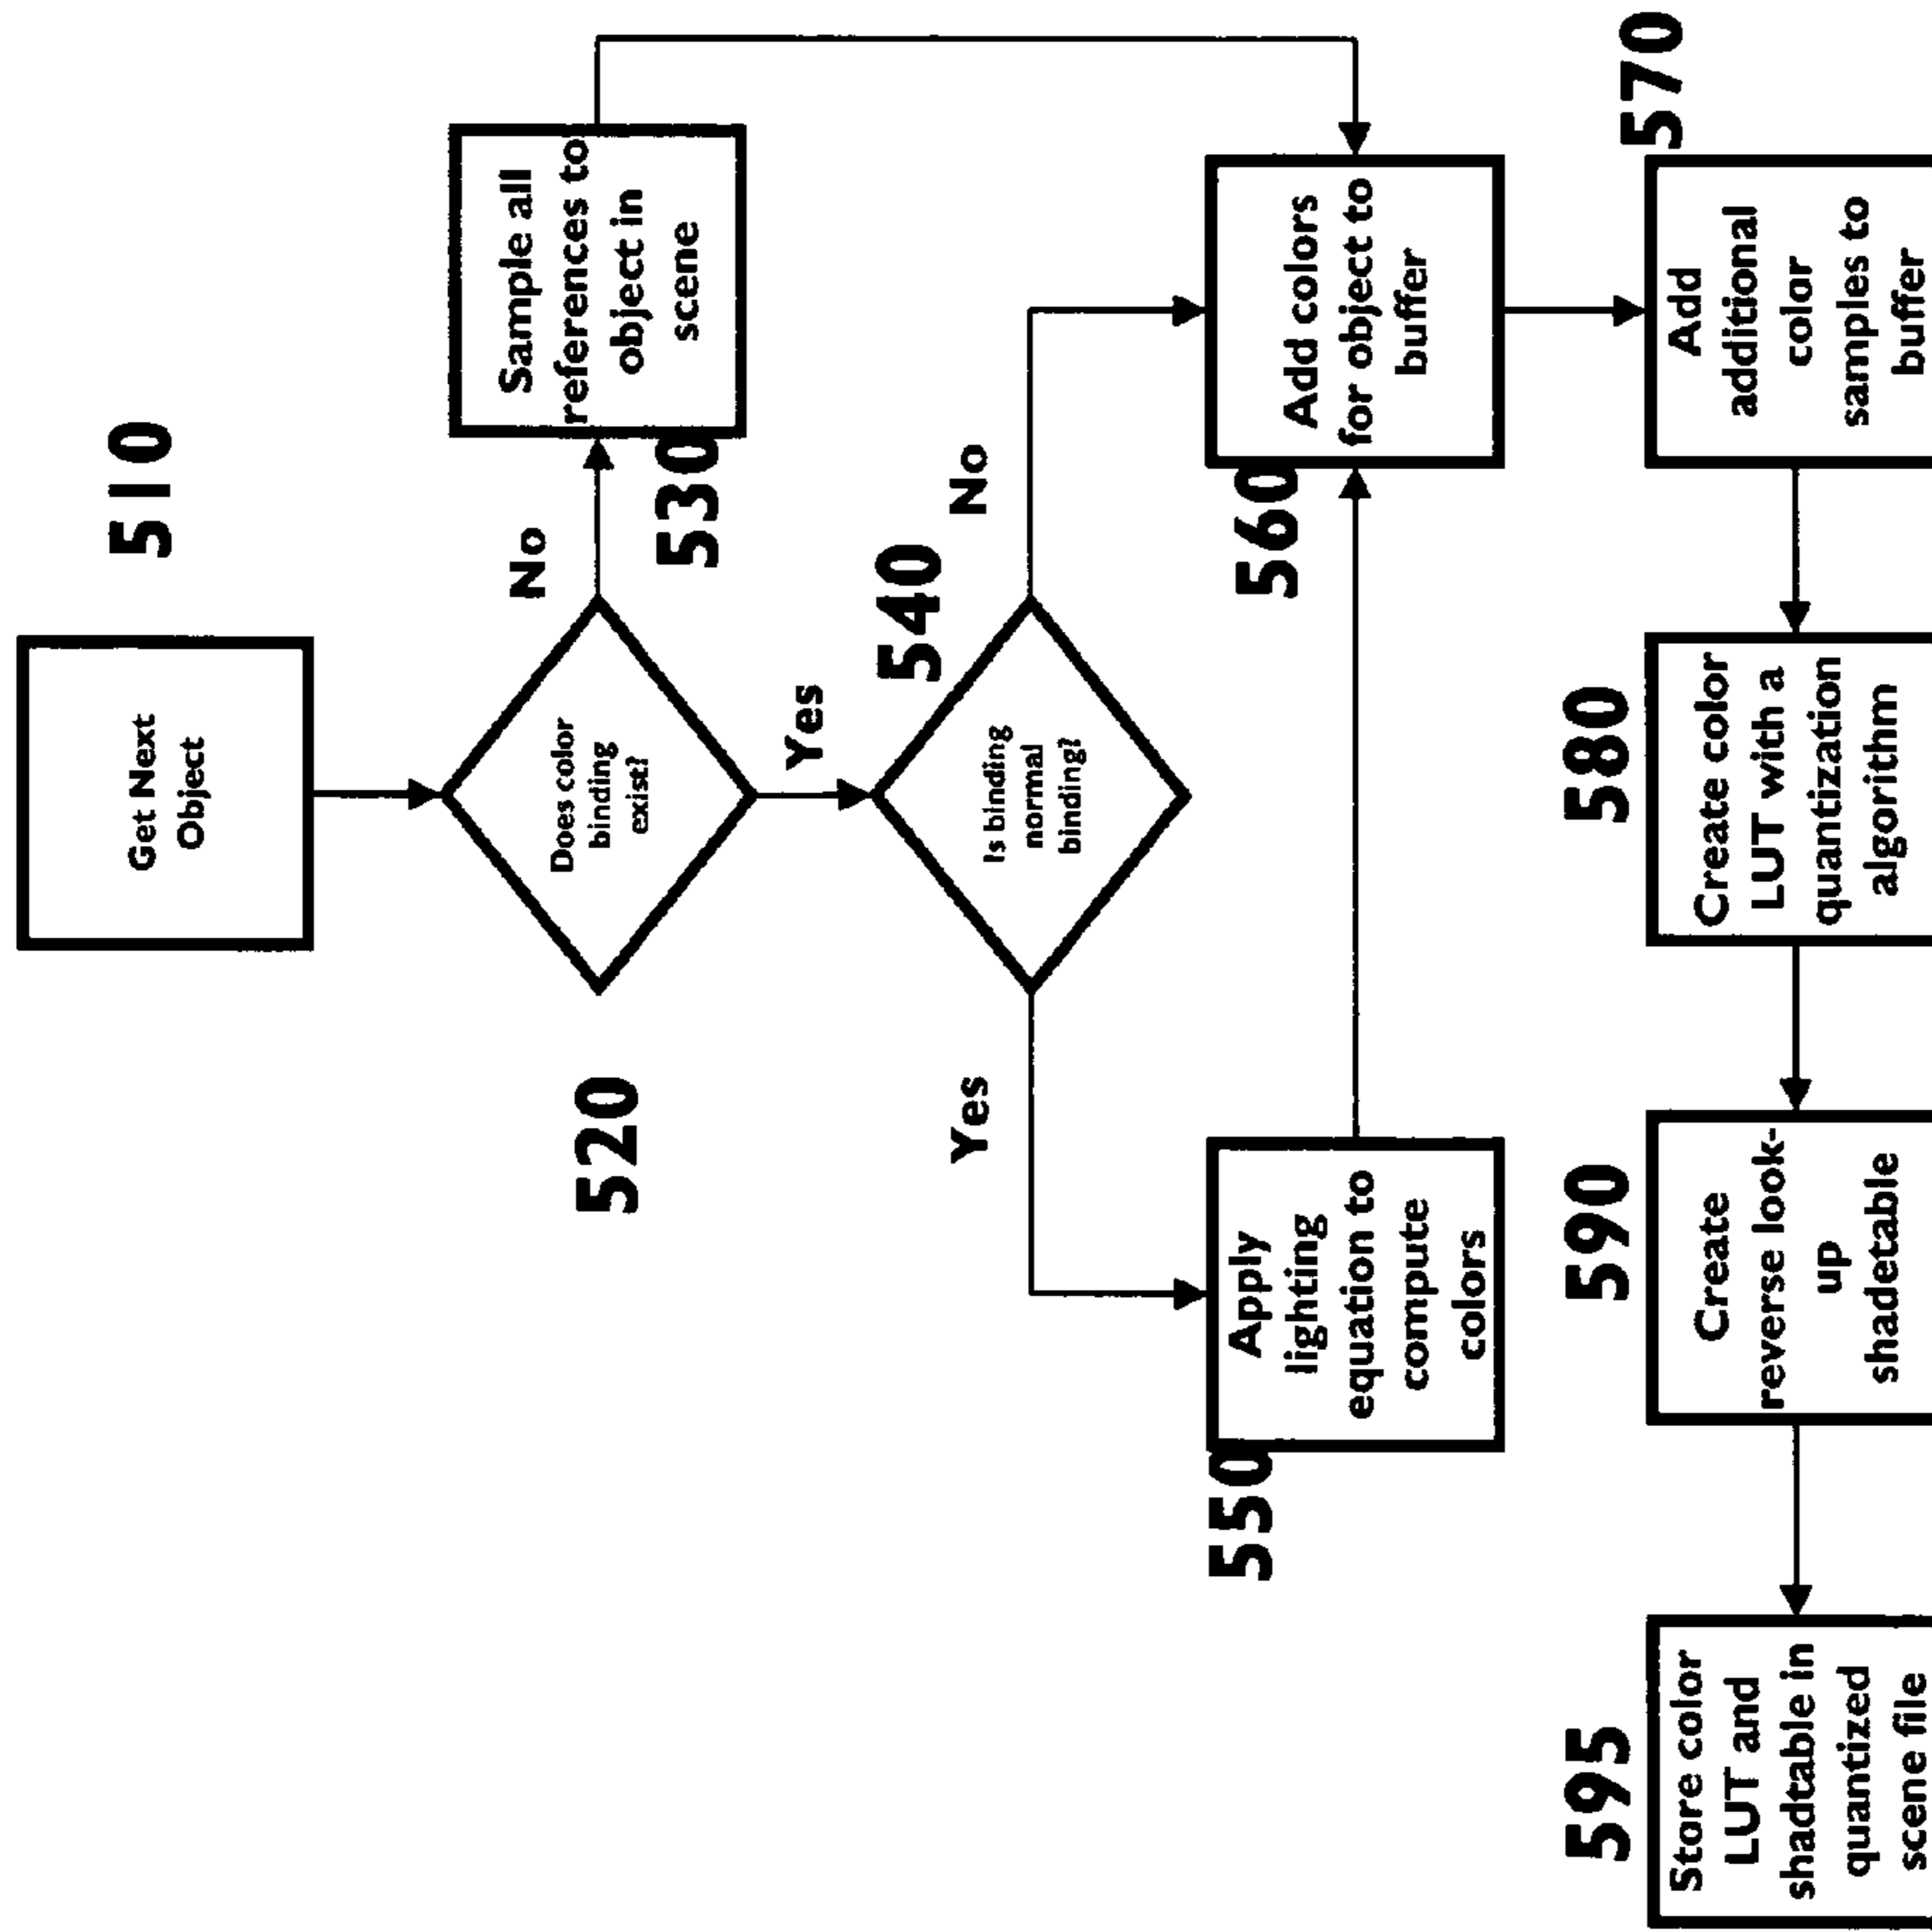 510
Get Next
Object
520
Does color
binding
exist?
No
Yes
530
Sample all
references to
object in
scene
540
Is binding
normal
binding?
Yes
No
550
Apply
lighting
equation to
compute
colors
560
Add colors
for object to
buffer
570
Add
additional
color
samples to
buffer
580
Create color
LUT with a
quantization
algorithm
590
Create
reverse look-
up
shadetable
595
Store color
LUT and
shadtable in
quantized
scene file